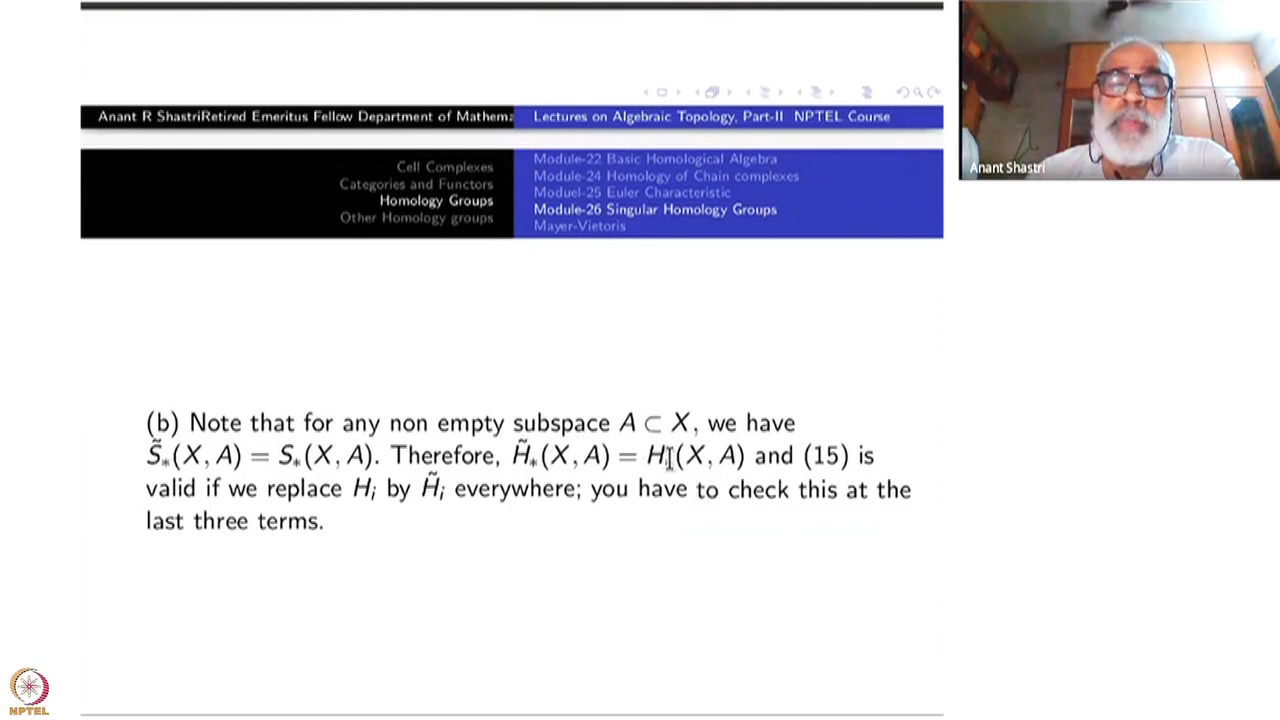 Anant R ShastriRetired Emeritus Fellow Department of Mathema
Lectures on Algebraic Topology, Part-II NPTEL Course
Cell Complexes
Categories and Functors
Homology Groups
Other Homology groups
Module-22 Basic Homological Algebra
Module-24 Homology of Chain complexes
Moduel-25 Euler Characteristic
Module-26 Singular Homology Groups
Mayer-Vietoris
Anant Shastri
(b) Note that for any non empty subspace A ⊂ X, we have
S̃∗(X, A) = S∗(X, A). Therefore, H̃∗(X, A) = H∗(X, A) and (15) is
valid if we replace Hᵢ by H̃ᵢ everywhere; you have to check this at the
last three terms.
NPTEL